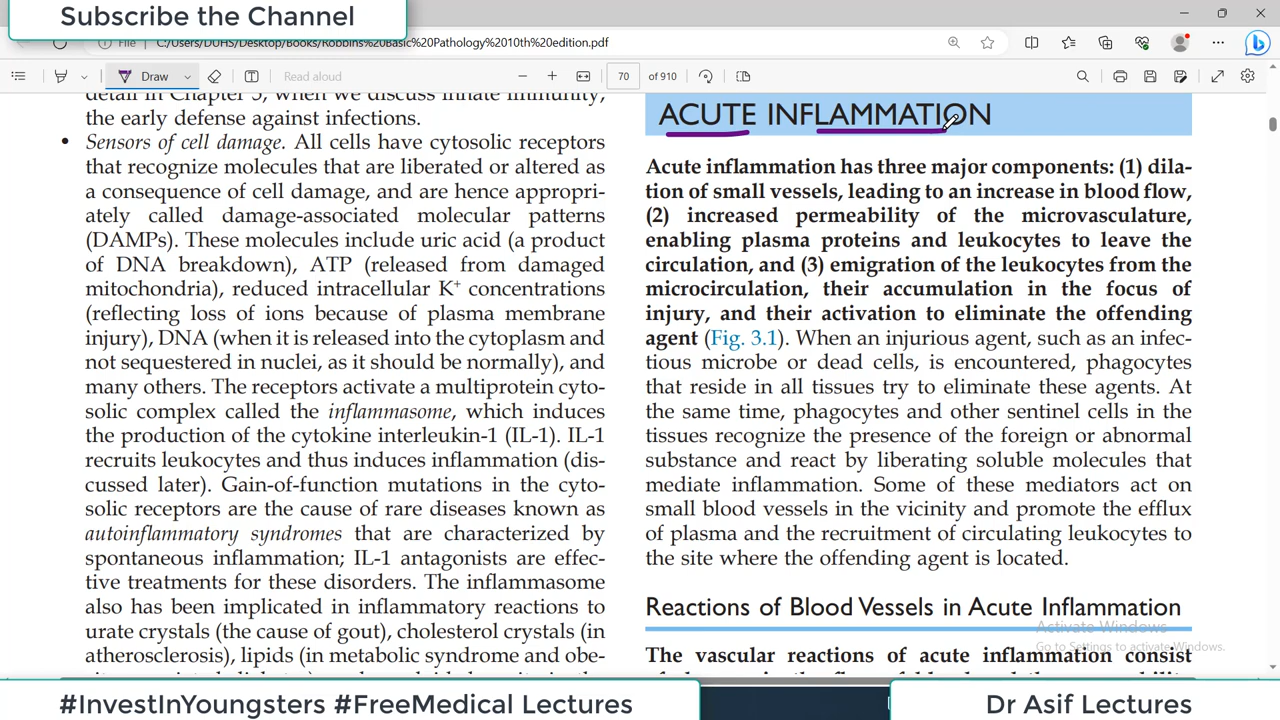 Subscribe the Channel
File
C:/Users/DUHS/Desktop/Books/Robbins%20Basic%20Pathology%2010th%20edition.pdf
Draw
Read aloud
70
of 910
detail in Chapter 5, when we discuss innate immunity,
the early defense against infections.
• Sensors of cell damage. All cells have cytosolic receptors
that recognize molecules that are liberated or altered as
a consequence of cell damage, and are hence appropri-
ately called damage-associated molecular patterns
(DAMPs). These molecules include uric acid (a product
of DNA breakdown), ATP (released from damaged
mitochondria), reduced intracellular K+ concentrations
(reflecting loss of ions because of plasma membrane
injury), DNA (when it is released into the cytoplasm and
not sequestered in nuclei, as it should be normally), and
many others. The receptors activate a multiprotein cyto-
solic complex called the inflammasome, which induces
the production of the cytokine interleukin-1 (IL-1). IL-1
recruits leukocytes and thus induces inflammation (dis-
cussed later). Gain-of-function mutations in the cyto-
solic receptors are the cause of rare diseases known as
autoinflammatory syndromes that are characterized by
spontaneous inflammation; IL-1 antagonists are effec-
tive treatments for these disorders. The inflammasome
also has been implicated in inflammatory reactions to
urate crystals (the cause of gout), cholesterol crystals (in
atherosclerosis), lipids (in metabolic syndrome and obe-
ACUTE INFLAMMATION
Acute inflammation has three major components: (1) dila-
tion of small vessels, leading to an increase in blood flow,
(2) increased permeability of the microvasculature,
enabling plasma proteins and leukocytes to leave the
circulation, and (3) emigration of the leukocytes from the
microcirculation, their accumulation in the focus of
injury, and their activation to eliminate the offending
agent (Fig. 3.1). When an injurious agent, such as an infec-
tious microbe or dead cells, is encountered, phagocytes
that reside in all tissues try to eliminate these agents. At
the same time, phagocytes and other sentinel cells in the
tissues recognize the presence of the foreign or abnormal
substance and react by liberating soluble molecules that
mediate inflammation. Some of these mediators act on
small blood vessels in the vicinity and promote the efflux
of plasma and the recruitment of circulating leukocytes to
the site where the offending agent is located.
Reactions of Blood Vessels in Acute Inflammation
Activate Windows
Go to Settings to activate Windows.
The vascular reactions of acute inflammation consist
#InvestInYoungsters #FreeMedical Lectures
Dr Asif Lectures